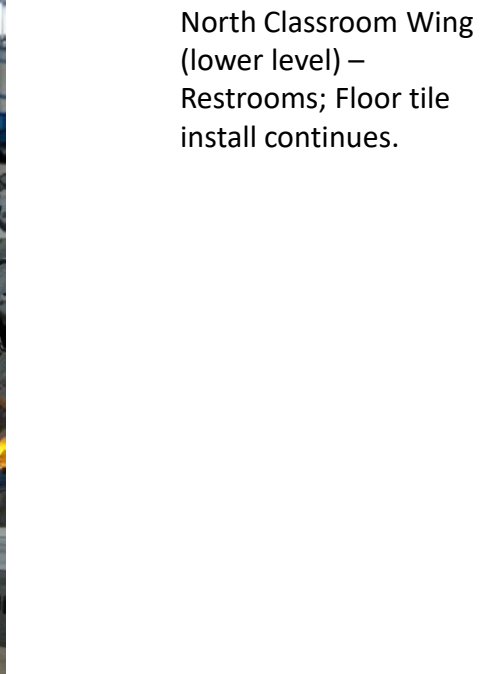 North Classroom Wing
(lower level) –
Restrooms; Floor tile
install continues.